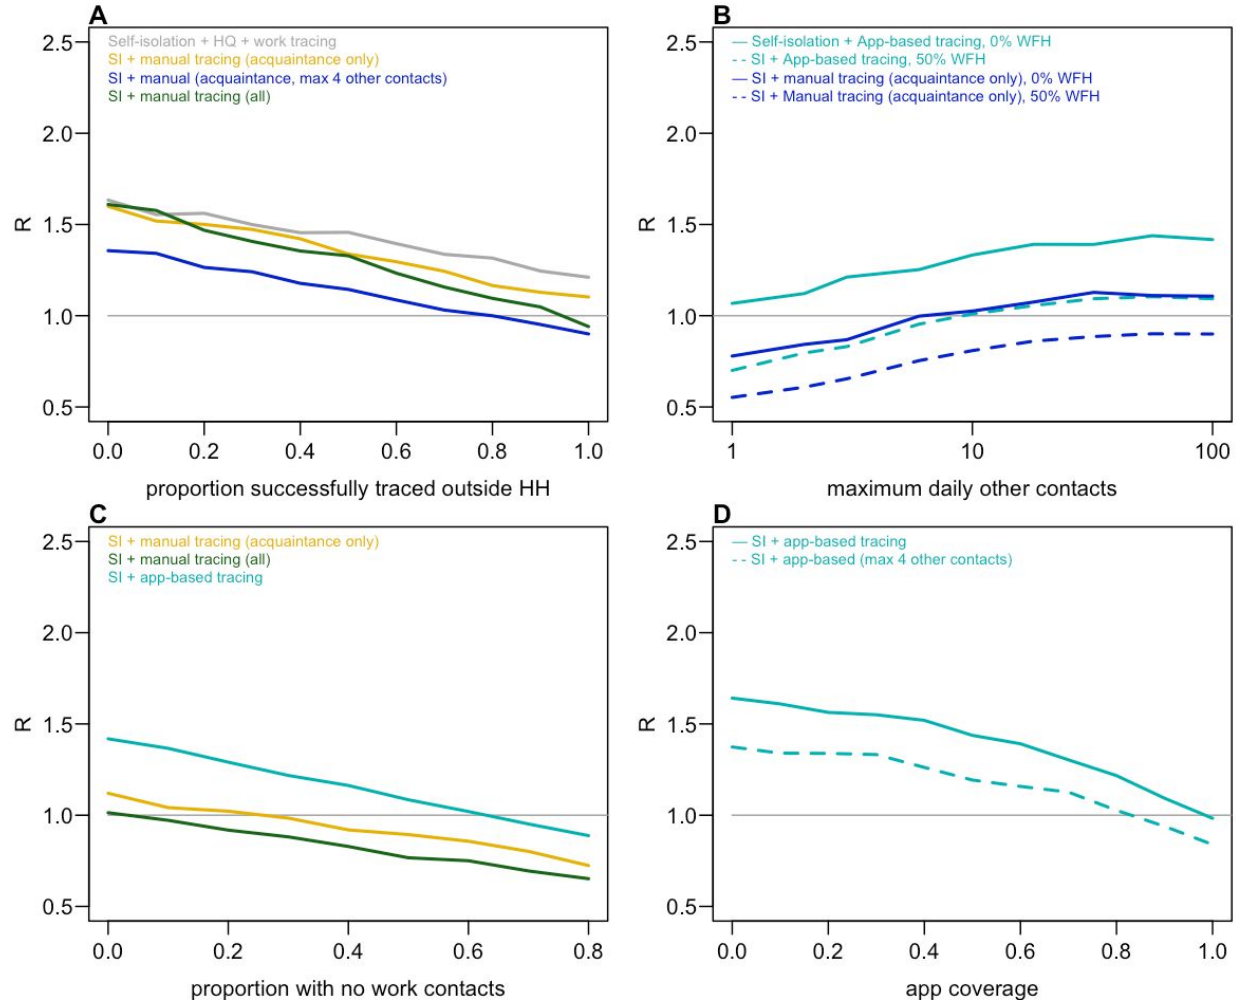 A
Self-isolation + HQ + work tracing
SI + manual tracing (acquaintance only)
SI + manual (acquaintance, max 4 other contacts)
SI + manual tracing (all)
2.5
2.0
1.5
1.0
0.5
R
0.0 0.2 0.4 0.6 0.8 1.0
proportion successfully traced outside HH
B
— Self-isolation + App-based tracing, 0% WFH
- - SI + App-based tracing, 50% WFH
— SI + manual tracing (acquaintance only), 0% WFH
- - SI + Manual tracing (acquaintance only), 50% WFH
2.5
2.0
1.5
1.0
0.5
R
1 10 100
maximum daily other contacts
C
SI + manual tracing (acquaintance only)
SI + manual tracing (all)
SI + app-based tracing
2.5
2.0
1.5
1.0
0.5
R
0.0 0.2 0.4 0.6 0.8
proportion with no work contacts
D
— SI + app-based tracing
- - SI + app-based (max 4 other contacts)
2.5
2.0
1.5
1.0
0.5
R
0.0 0.2 0.4 0.6 0.8 1.0
app coverage